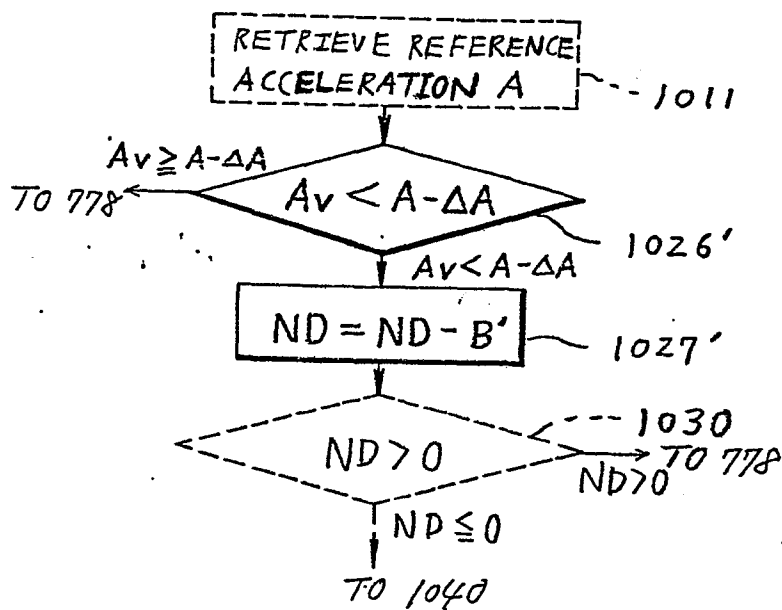 RETRIEVE REFERENCE
ACCELERATION A
1011
Av ≧ A-ΔA
TO 778
Av < A-ΔA
1026'
Av < A-ΔA
ND = ND - B'
1027'
1030
ND > 0
TO 778
ND>0
ND ≦ 0
TO 1040